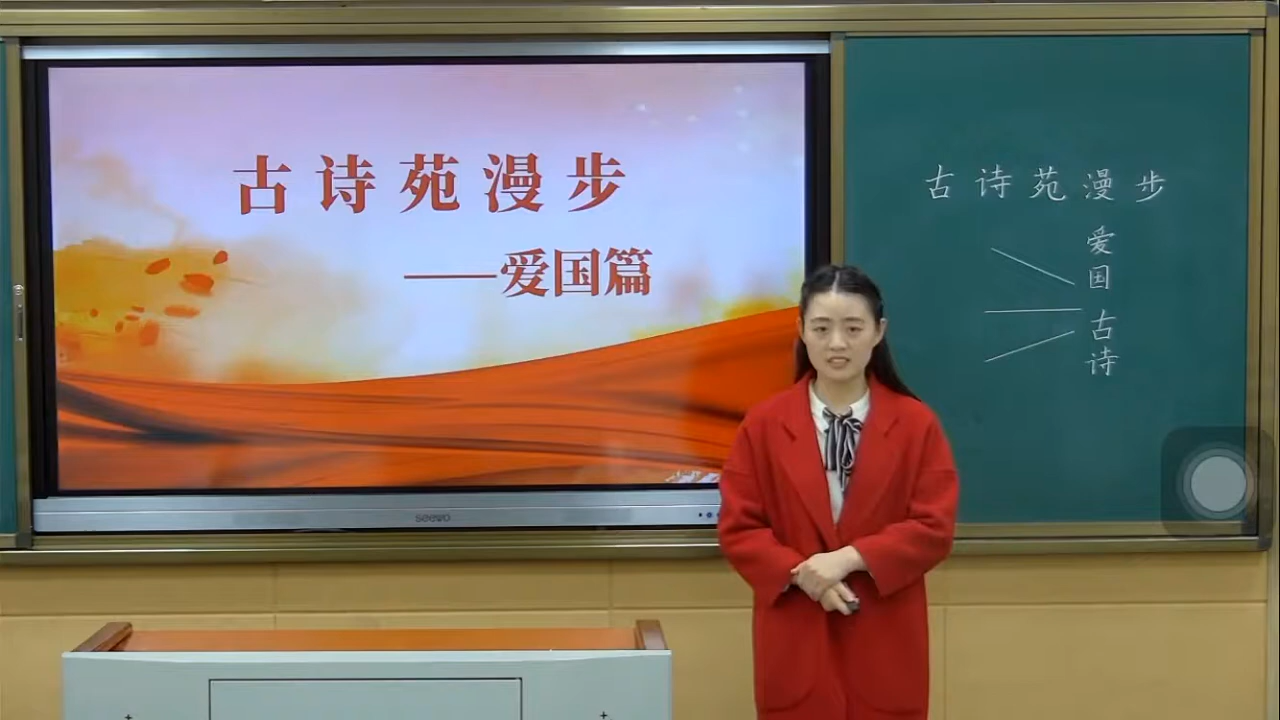 古诗苑漫步
——爱国篇
seewo
古诗苑漫步
爱
国
古
诗